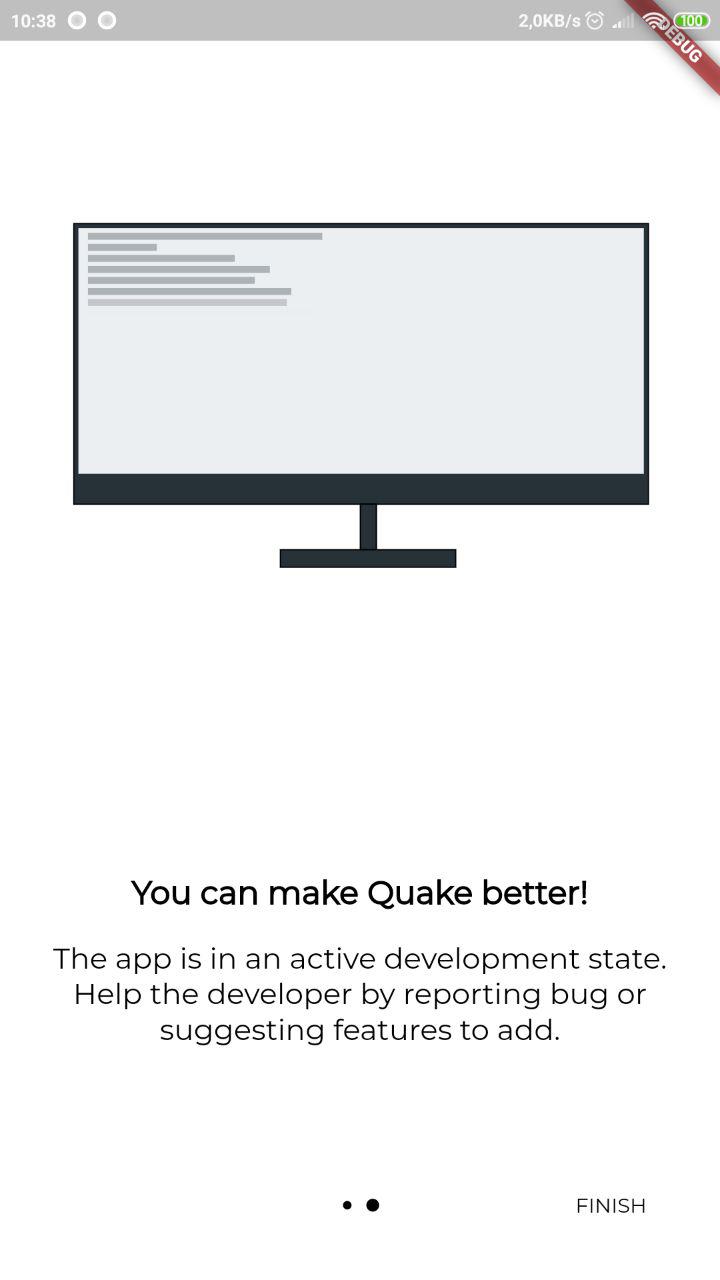 10:38
2,0KB/s
100
DEBUG
You can make Quake better!
The app is in an active development state.
Help the developer by reporting bug or
suggesting features to add.
FINISH